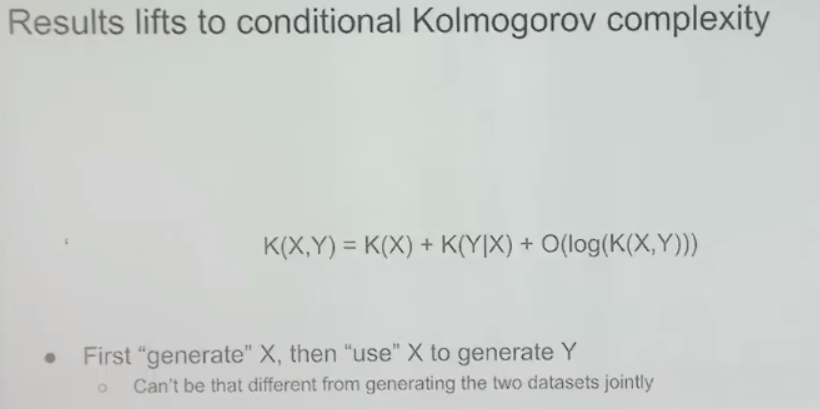 Results lifts to conditional Kolmogorov complexity
K(X,Y) = K(X) + K(Y|X) + O(log(K(X,Y)))
First “generate” X, then “use” X to generate Y
Can't be that different from generating the two datasets jointly